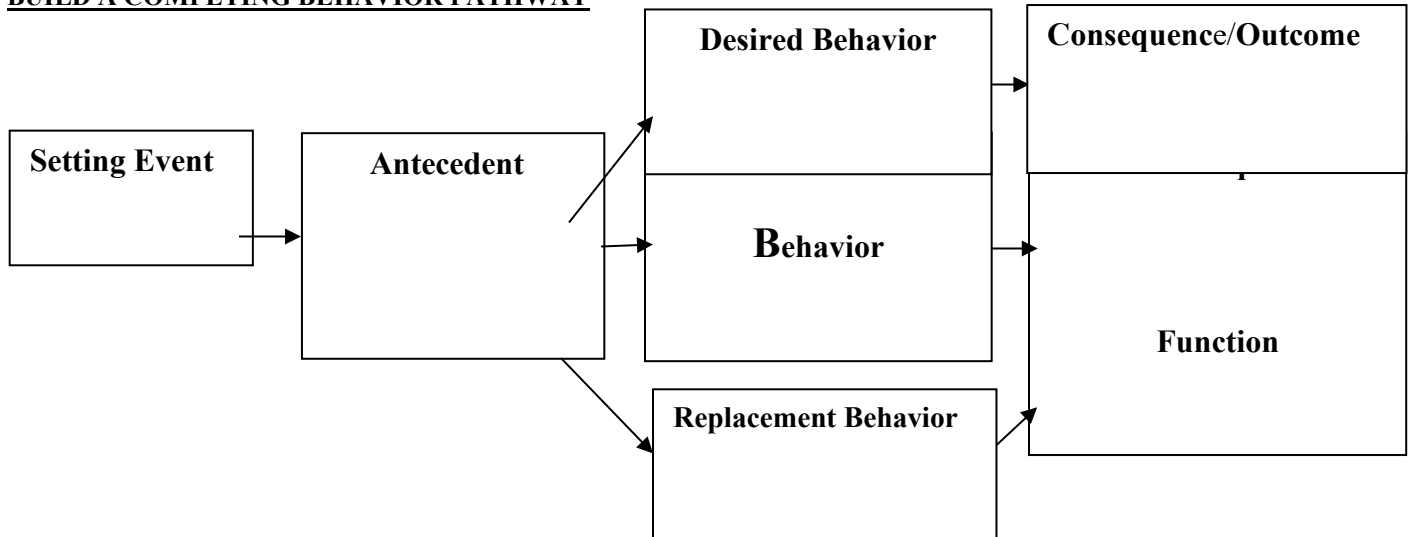 BUILD A COMPETING BEHAVIOR PATHWAY
Desired Behavior
Consequence/Outcome
Setting Event
Antecedent
Behavior
Function
Replacement Behavior